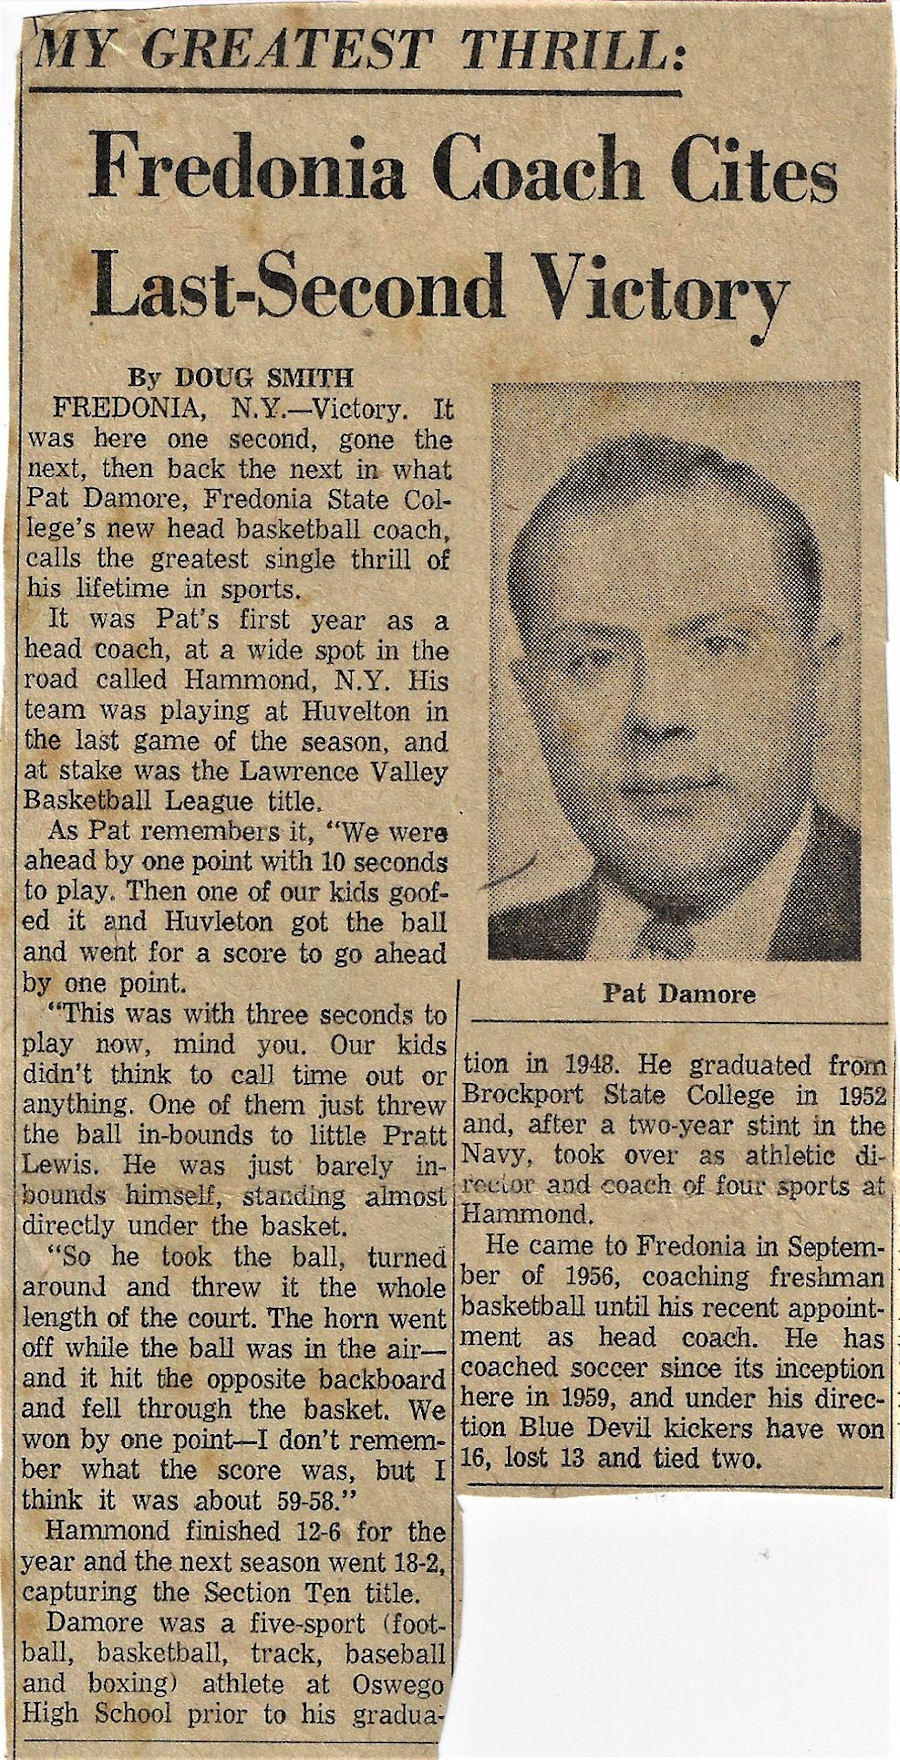 MY GREATEST THRILL:
Fredonia Coach Cites
Last-Second Victory
By DOUG SMITH
FREDONIA, N.Y.—Victory. It
was here one second, gone the
next, then back the next in what
Pat Damore, Fredonia State Col-
lege's new head basketball coach,
calls the greatest single thrill of
his lifetime in sports.
It was Pat's first year as a
head coach, at a wide spot in the
road called Hammond, N.Y. His
team was playing at Huvelton in
the last game of the season, and
at stake was the Lawrence Valley
Basketball League title.
As Pat remembers it, “We were
ahead by one point with 10 seconds
to play. Then one of our kids goof-
ed it and Huvleton got the ball
and went for a score to go ahead
by one point.
“This was with three seconds to
play now, mind you. Our kids
didn't think to call time out or
anything. One of them just threw
the ball in-bounds to little Pratt
Lewis. He was just barely in-
bounds himself, standing almost
directly under the basket.
“So he took the ball, turned
around and threw it the whole
length of the court. The horn went
off while the ball was in the air—
and it hit the opposite backboard
and fell through the basket. We
won by one point—I don't remem-
ber what the score was, but I
think it was about 59-58.”
Hammond finished 12-6 for the
year and the next season went 18-2,
capturing the Section Ten title.
Damore was a five-sport (foot-
ball, basketball, track, baseball
and boxing) athlete at Oswego
High School prior to his gradua-
Pat Damore
tion in 1948. He graduated from
Brockport State College in 1952
and, after a two-year stint in the
Navy, took over as athletic di-
rector and coach of four sports at
Hammond.
He came to Fredonia in Septem-
ber of 1956, coaching freshman
basketball until his recent appoint-
ment as head coach. He has
coached soccer since its inception
here in 1959, and under his direc-
tion Blue Devil kickers have won
16, lost 13 and tied two.